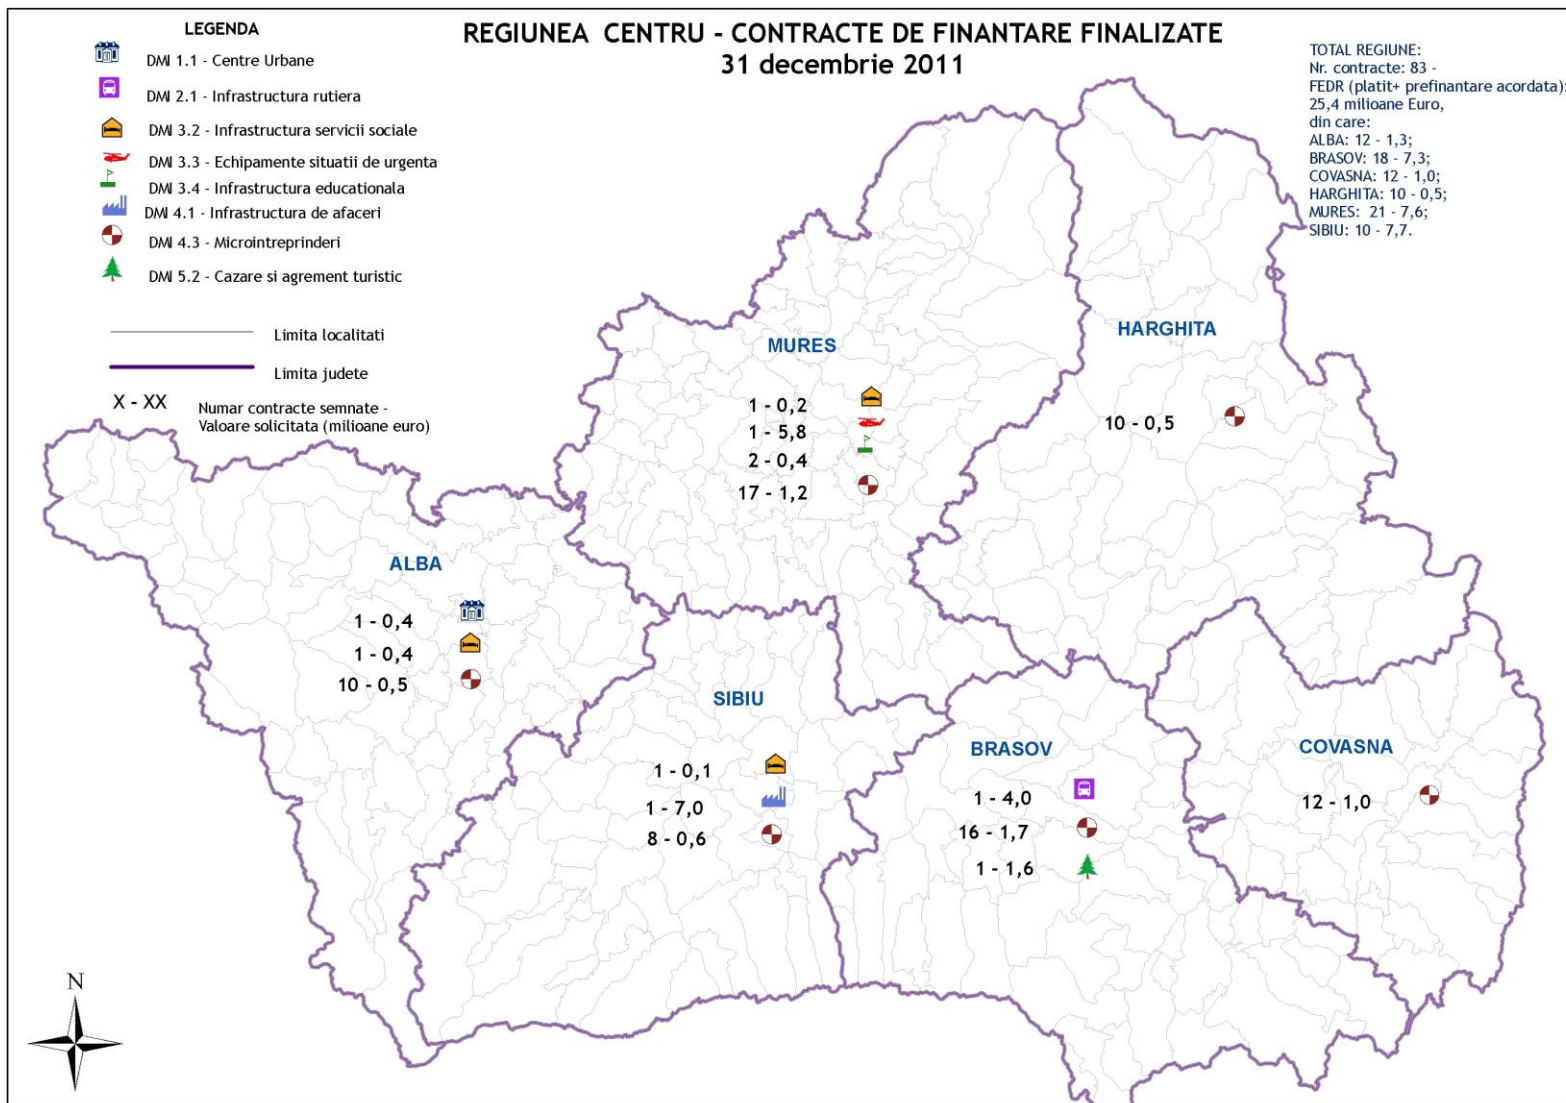 REGIUNEA CENTRU - CONTRACTE DE FINANTARE FINALIZATE
31 decembrie 2011
LEGENDA
DMI 1.1 - Centre Urbane
DMI 2.1 - Infrastructura rutiera
DMI 3.2 - Infrastructura servicii sociale
DMI 3.3 - Echipamente situatii de urgenta
DMI 3.4 - Infrastructura educationala
DMI 4.1 - Infrastructura de afaceri
DMI 4.3 - Microintreprinderi
DMI 5.2 - Cazare si agrement turistic
Limita localitati
Limita judete
X - XX
Numar contracte semnate -
Valoare solicitata (milioane euro)
TOTAL REGIUNE:
Nr. contracte: 83 -
FEDR (platit+ prefinantare acordata):
25,4 milioane Euro,
din care:
ALBA: 12 - 1,3;
BRASOV: 18 - 7,3;
COVASNA: 12 - 1,0;
HARGHITA: 10 - 0,5;
MURES: 21 - 7,6;
SIBIU: 10 - 7,7.
MURES
1 - 0,2
1 - 5,8
2 - 0,4
17 - 1,2
HARGHITA
10 - 0,5
ALBA
1 - 0,4
1 - 0,4
10 - 0,5
SIBIU
1 - 0,1
1 - 7,0
8 - 0,6
BRASOV
1 - 4,0
16 - 1,7
1 - 1,6
COVASNA
12 - 1,0
N